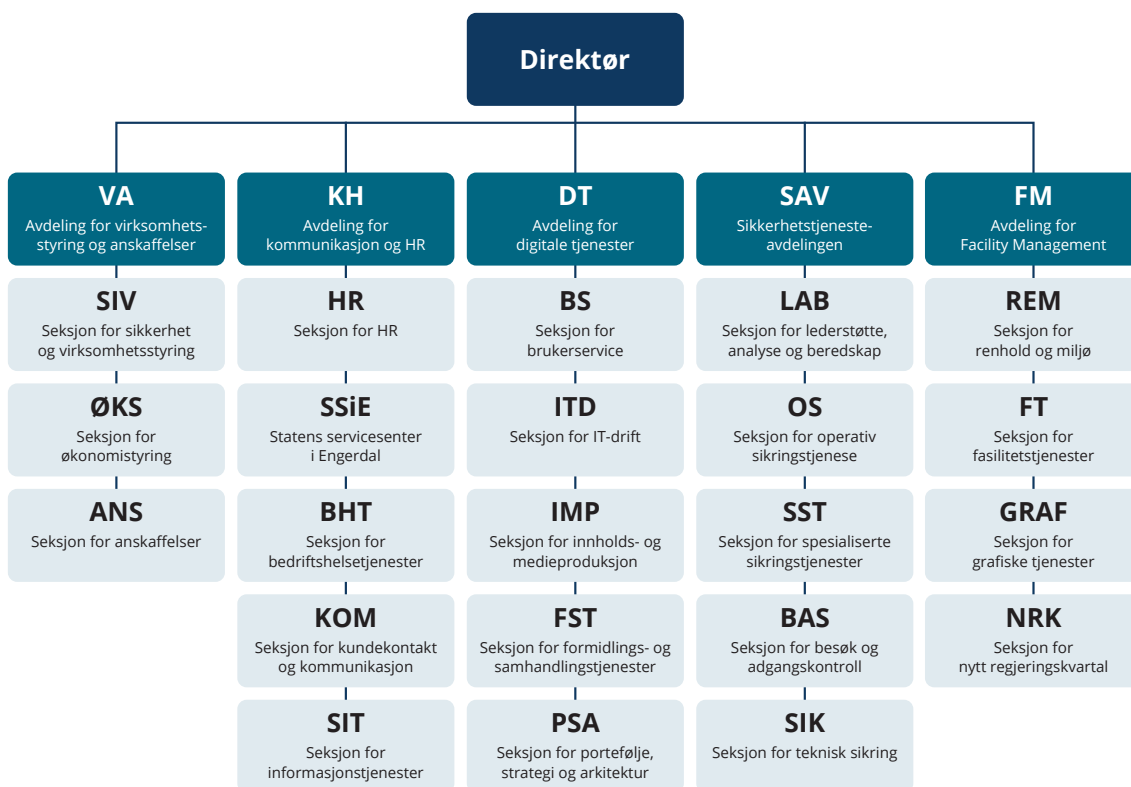 Direktør
VA
Avdeling for virksomhets-
styring og anskaffelser
SIV
Seksjon for sikkerhet
og virksomhetsstyring
ØKS
Seksjon for
økonomistyring
ANS
Seksjon for anskaffelser
KH
Avdeling for
kommunikasjon og HR
HR
Seksjon for HR
SSiE
Statens servicesenter
i Engerdal
BHT
Seksjon for
bedriftshelsetjenester
KOM
Seksjon for kundekontakt
og kommunikasjon
SIT
Seksjon for
informasjonstjenester
DT
Avdeling for
digitale tjenester
BS
Seksjon for
brukerservice
ITD
Seksjon for IT-drift
IMP
Seksjon for innholds- og
medieproduksjon
FST
Seksjon for formidlings- og
samhandlingstjenester
PSA
Seksjon for portefølje,
strategi og arkitektur
SAV
Sikkerhetstjeneste-
avdelingen
LAB
Seksjon for lederstøtte,
analyse og beredskap
OS
Seksjon for operativ
sikringstjenese
SST
Seksjon for spesialiserte
sikringstjenester
BAS
Seksjon for besøk og
adgangskontroll
SIK
Seksjon for teknisk sikring
FM
Avdeling for
Facility Management
REM
Seksjon for
renhold og miljø
FT
Seksjon for
fasilitetstjenester
GRAF
Seksjon for
grafiske tjenester
NRK
Seksjon for
nytt regjeringskvartal